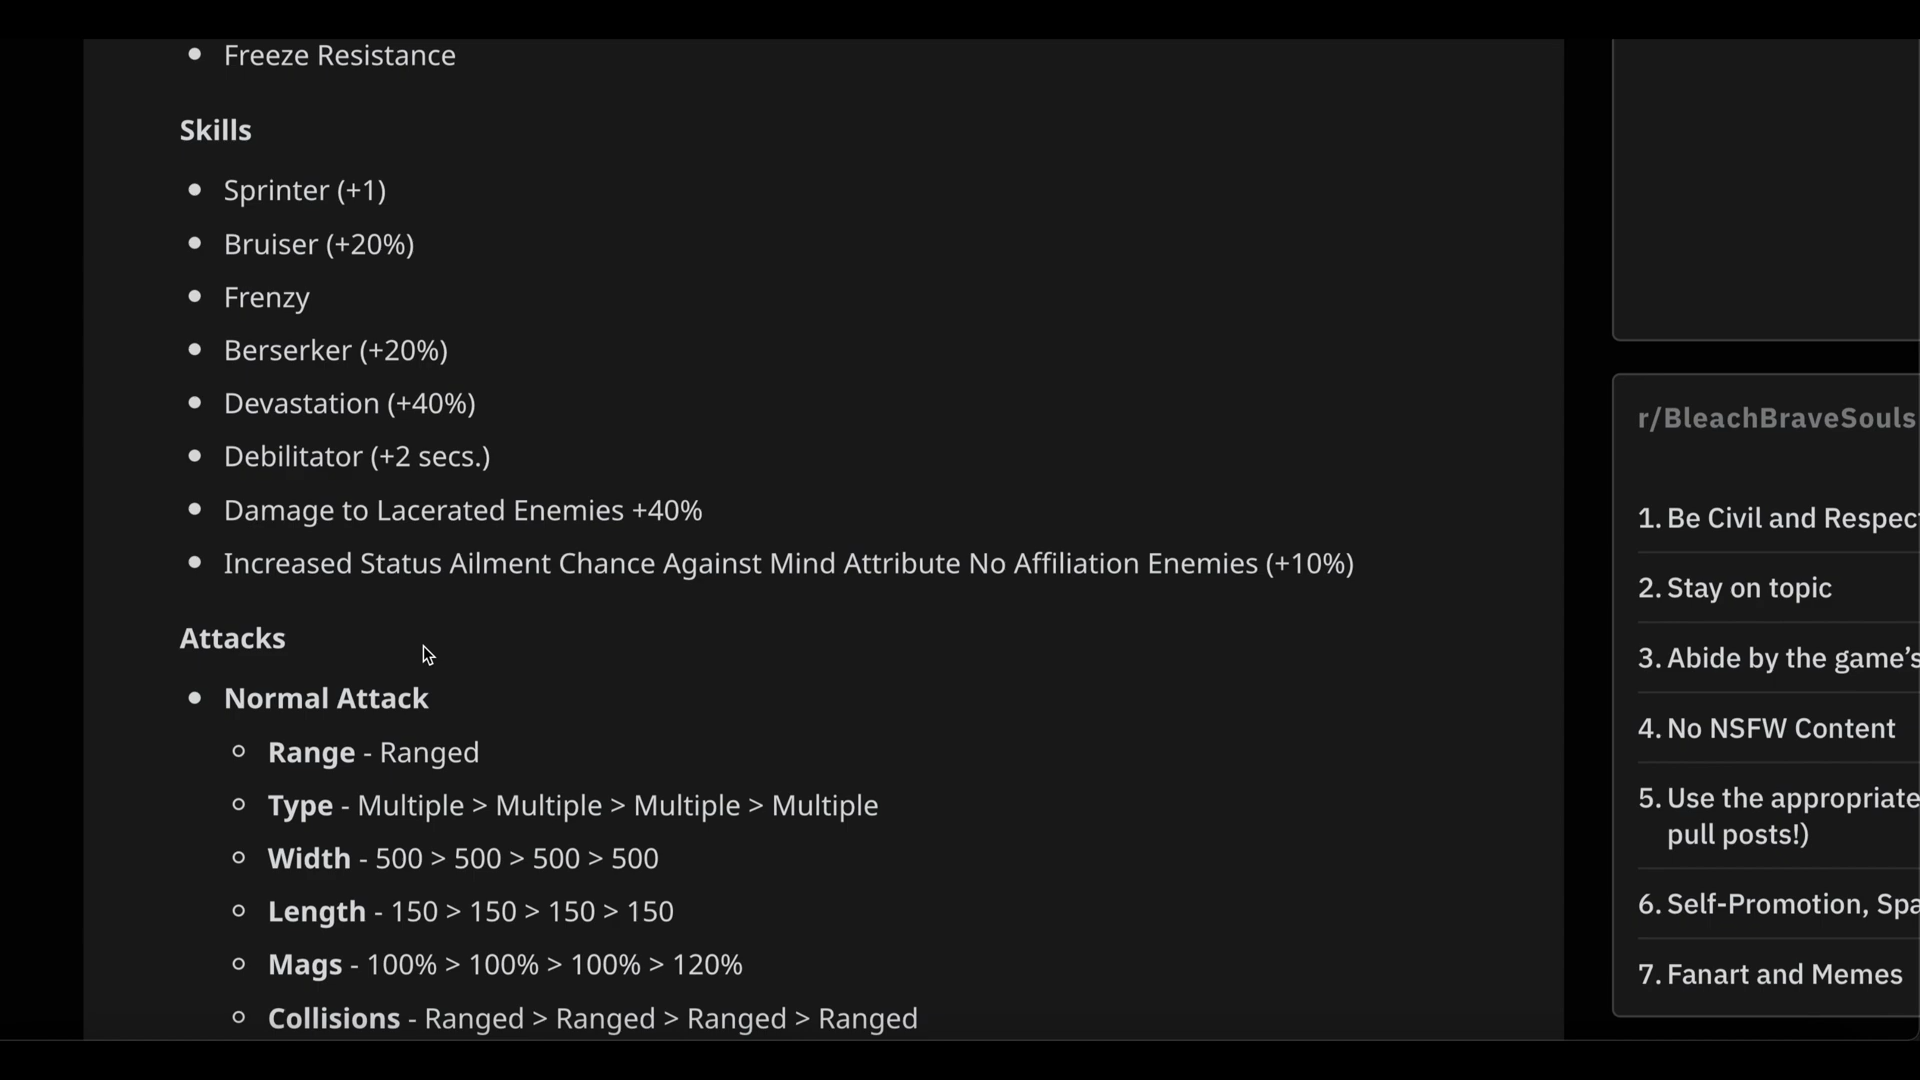 Freeze Resistance
Skills
Sprinter (+1)
Bruiser (+20%)
Frenzy
Berserker (+20%)
Devastation (+40%)
Debilitator (+2 secs.)
Damage to Lacerated Enemies +40%
Increased Status Ailment Chance Against Mind Attribute No Affiliation Enemies (+10%)
Attacks
Normal Attack
Range - Ranged
Type - Multiple > Multiple > Multiple > Multiple
Width - 500 > 500 > 500 > 500
Length - 150 > 150 > 150 > 150
Mags - 100% > 100% > 100% > 120%
Collisions - Ranged > Ranged > Ranged > Ranged
r/BleachBraveSouls
1. Be Civil and Respect
2. Stay on topic
3. Abide by the game's
4. No NSFW Content
5. Use the appropriate
pull posts!)
6. Self-Promotion, Spa
7. Fanart and Memes